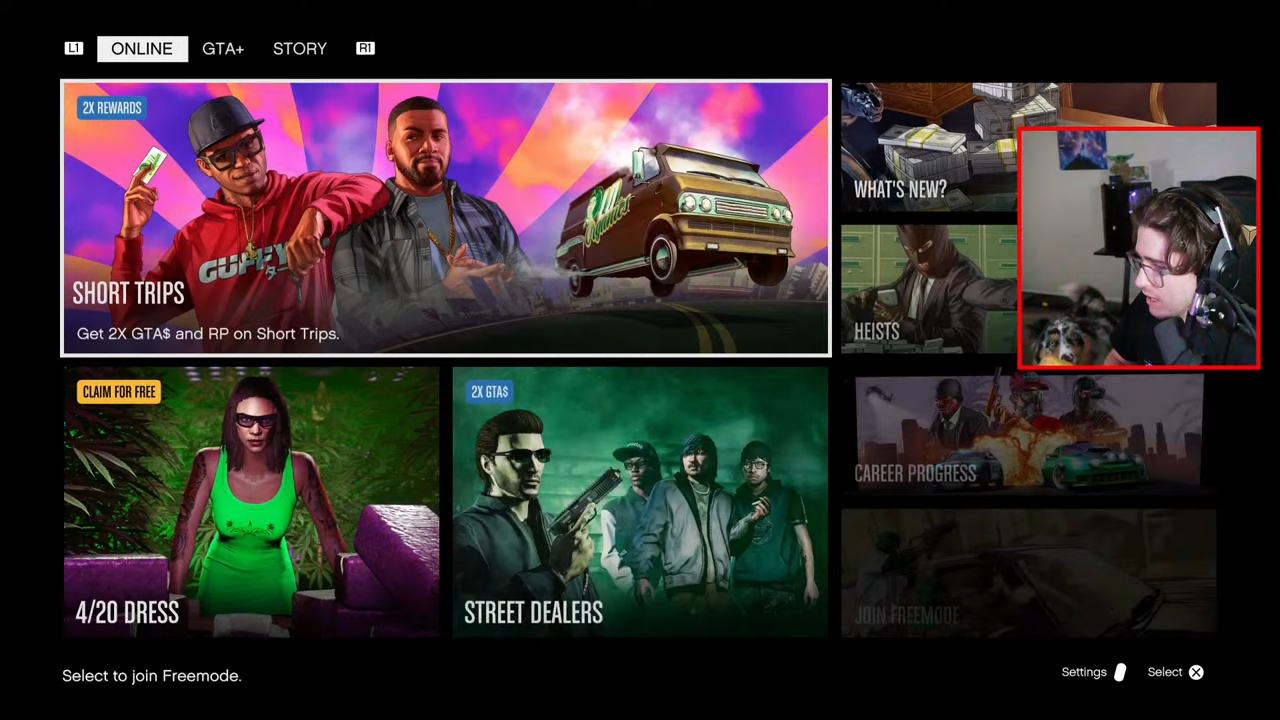 L1 ONLINE GTA+ STORY R1
2X REWARDS
GUFFY
SHORT TRIPS
Get 2X GTA$ and RP on Short Trips.
WHAT'S NEW?
HEISTS
CLAIM FOR FREE
4/20 DRESS
2X GTA$
STREET DEALERS
CAREER PROGRESS
JOIN FREEMODE
Select to join Freemode.
Settings
Select